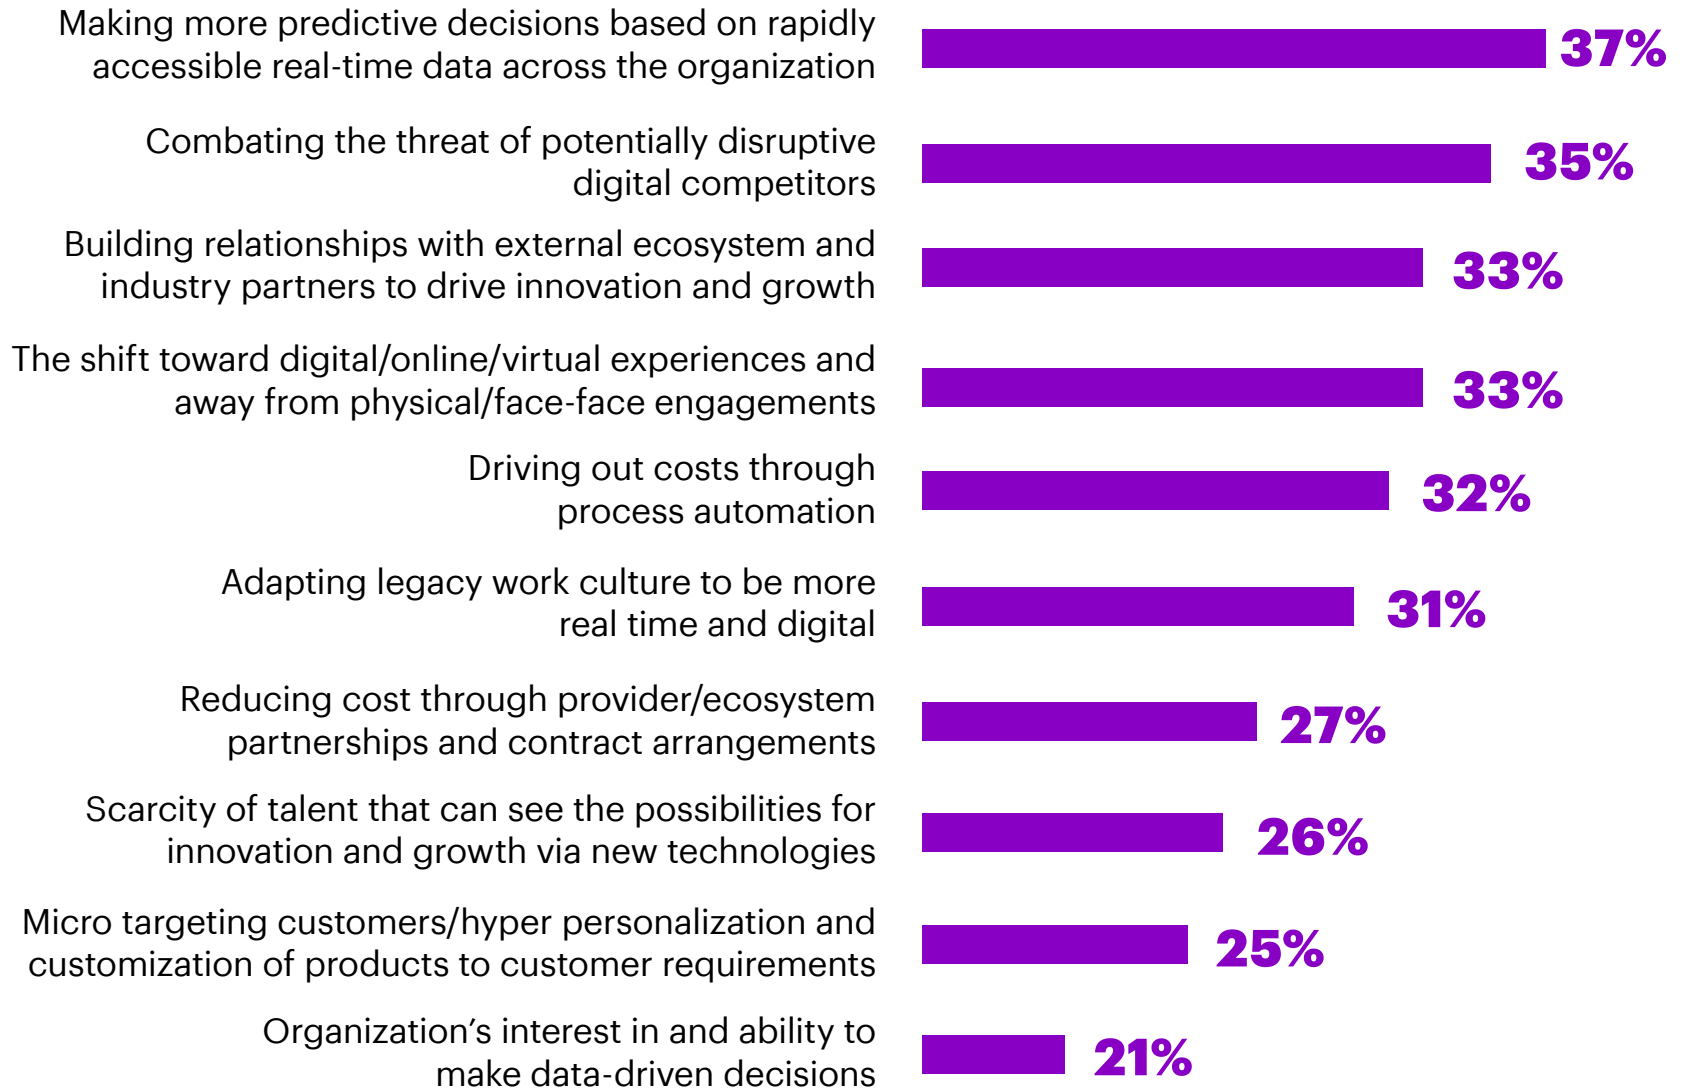 Making more predictive decisions based on rapidly
accessible real-time data across the organization
37%
Combating the threat of potentially disruptive
digital competitors
35%
Building relationships with external ecosystem and
industry partners to drive innovation and growth
33%
The shift toward digital/online/virtual experiences and
away from physical/face-face engagements
33%
Driving out costs through
process automation
32%
Adapting legacy work culture to be more
real time and digital
31%
Reducing cost through provider/ecosystem
partnerships and contract arrangements
27%
Scarcity of talent that can see the possibilities for
innovation and growth via new technologies
26%
Micro targeting customers/hyper personalization and
customization of products to customer requirements
25%
Organization’s interest in and ability to
make data-driven decisions
21%